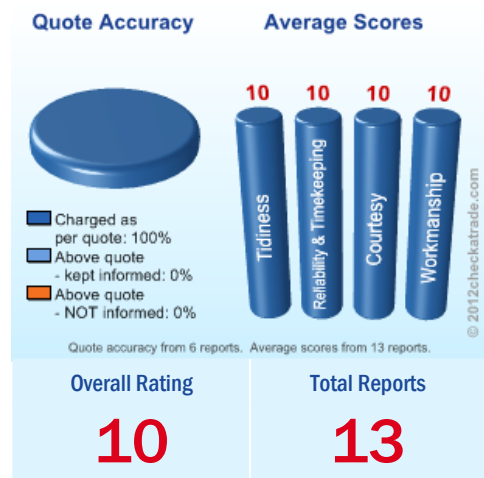 Quote Accuracy
Average Scores
10 10 10 10
Tidiness
Reliability & Timekeeping
Courtesy
Workmanship
Charged as
per quote: 100%
Above quote
- kept informed: 0%
Above quote
- NOT informed: 0%
© 2012checkatrade.com
Quote accuracy from 6 reports. Average scores from 13 reports.
Overall Rating
10
Total Reports
13